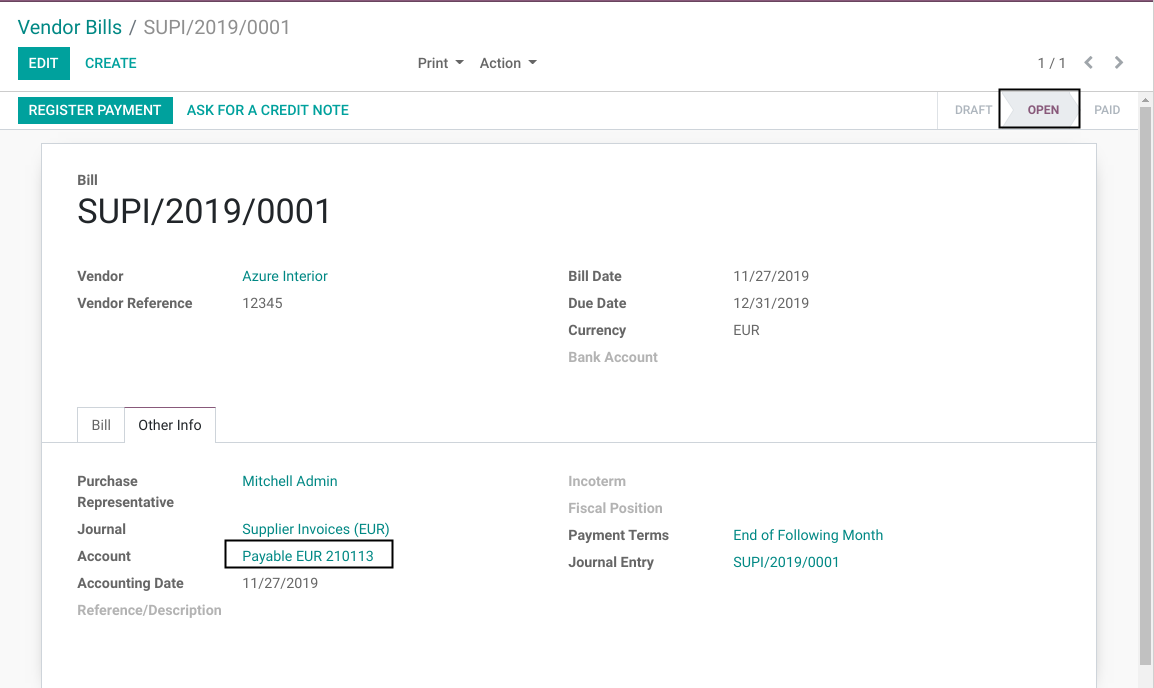 Vendor Bills / SUPI/2019/0001
EDIT CREATE Print Action 1 / 1
REGISTER PAYMENT ASK FOR A CREDIT NOTE DRAFT OPEN PAID
Bill
SUPI/2019/0001
Vendor Azure Interior Bill Date 11/27/2019
Vendor Reference 12345 Due Date 12/31/2019
Currency EUR
Bank Account
Bill Other Info
Purchase Mitchell Admin Incoterm
Representative Fiscal Position
Journal Supplier Invoices (EUR) Payment Terms End of Following Month
Account Payable EUR 210113 Journal Entry SUPI/2019/0001
Accounting Date 11/27/2019
Reference/Description